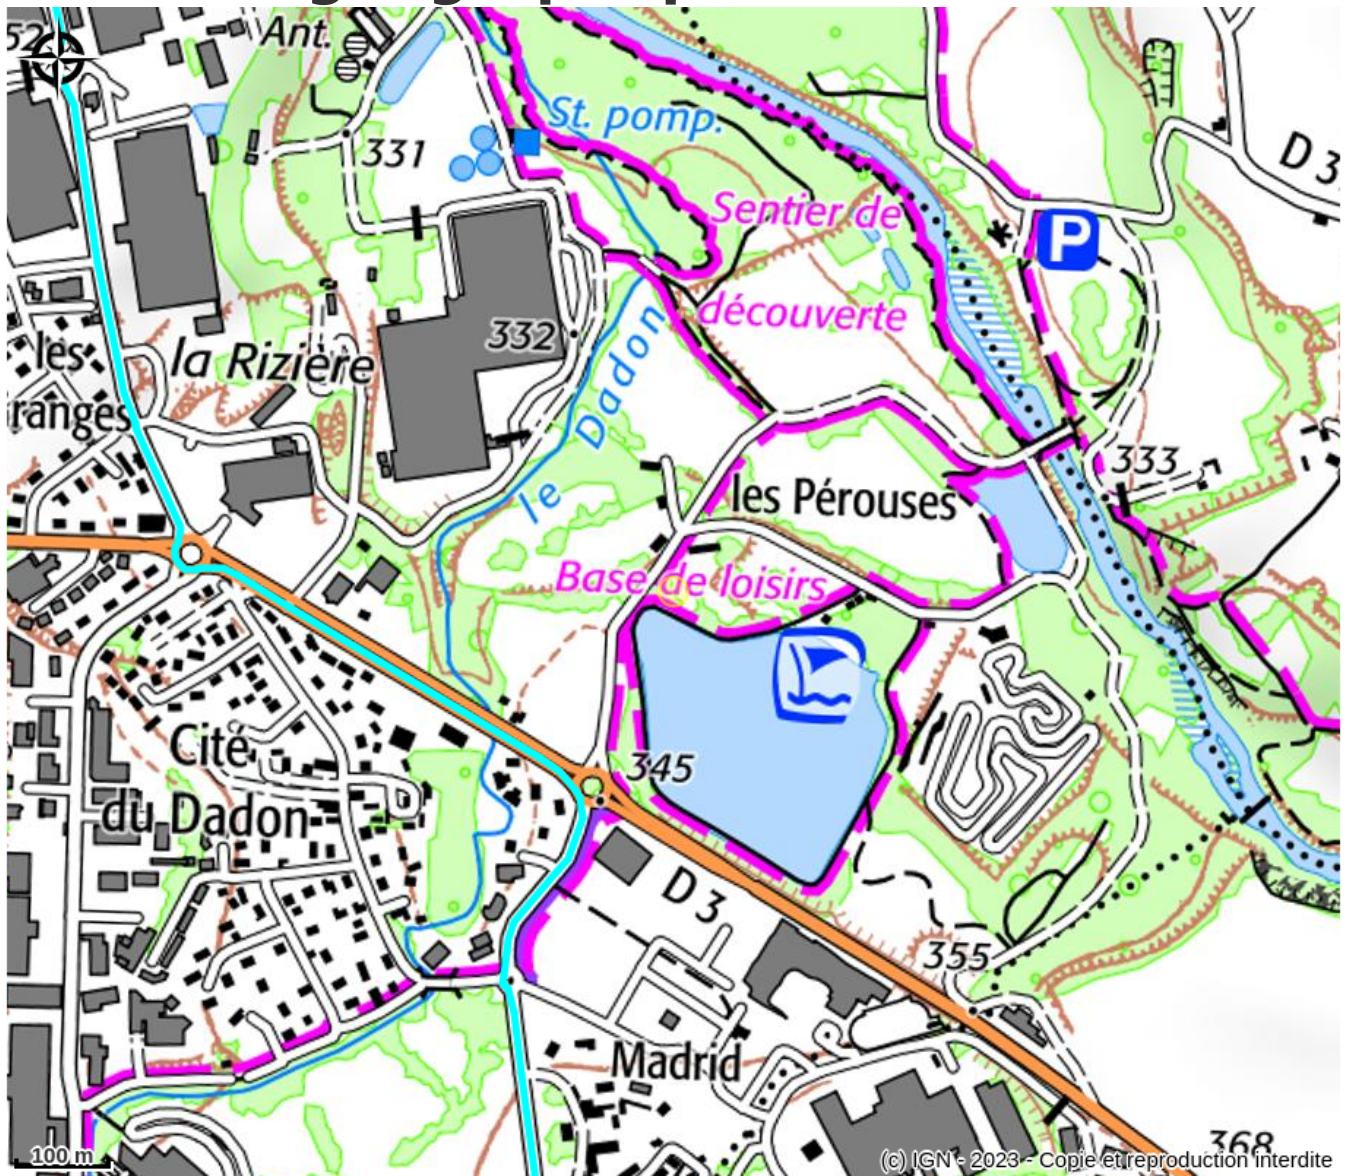 52
Ant.
St. pomp.
331
D 3
Sentier de
découverte
332
la Rizière
les
ranges
le Dadon
333
les Pérouses
Base de loisirs
P
345
Cité
du Dadon
D 3
355
Madrid
368
100 m
(c) IGN - 2023 - Copie et reproduction interdite